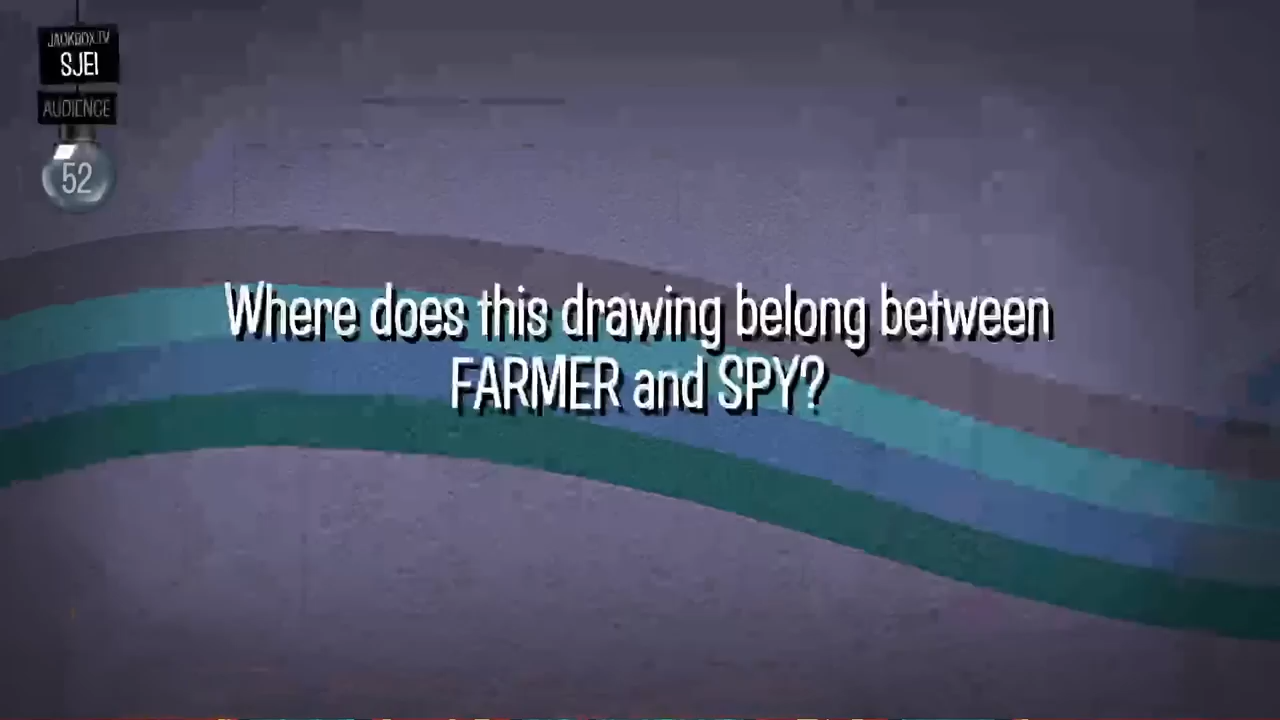 JACKBOX.TV
SJEI
AUDIENCE
52
Where does this drawing belong between
FARMER and SPY?